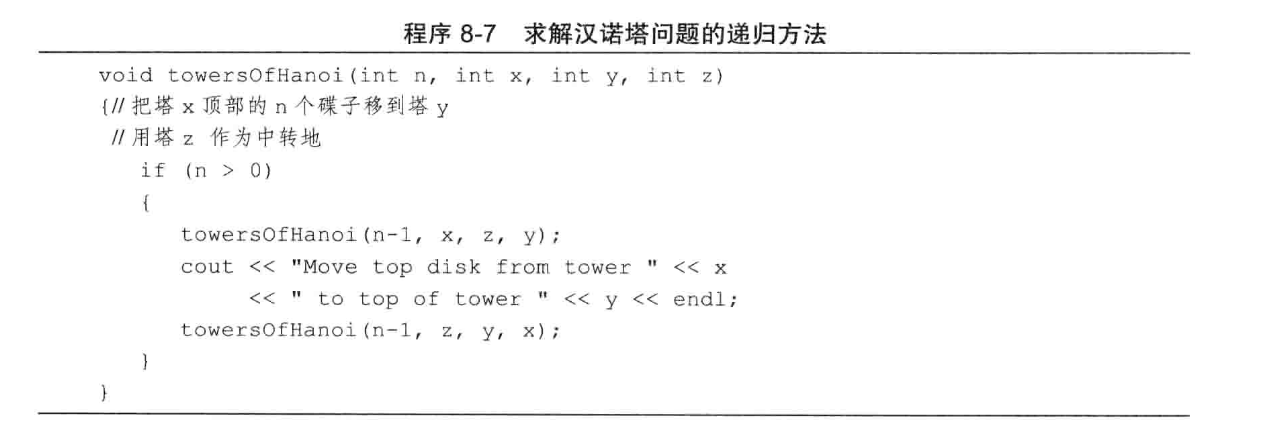 程序 8-7 求解汉诺塔问题的递归方法
void towersOfHanoi(int n, int x, int y, int z)
{// 把塔 x 顶部的 n 个碟子移到塔 y
// 用塔 z 作为中转地
if (n > 0)
{
towersOfHanoi(n-1, x, z, y);
cout << "Move top disk from tower " << x
<< " to top of tower " << y << endl;
towersOfHanoi(n-1, z, y, x);
}
}